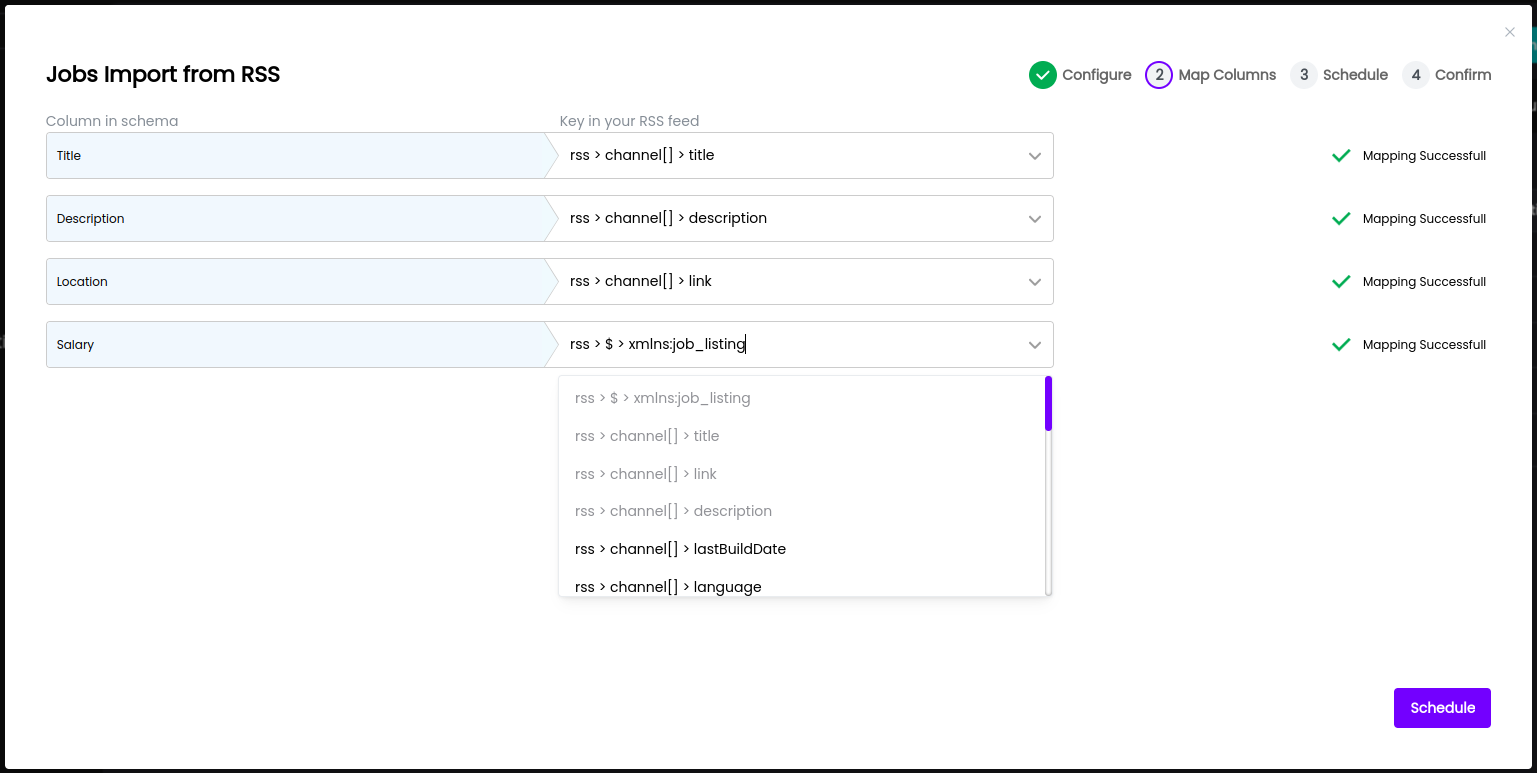 Jobs Import from RSS
Configure
2 Map Columns
3 Schedule
4 Confirm
Column in schema
Key in your RSS feed
Title
rss > channel[] > title
Mapping Successfull
Description
rss > channel[] > description
Mapping Successfull
Location
rss > channel[] > link
Mapping Successfull
Salary
rss > $ > xmlns:job_listing
Mapping Successfull
rss > $ > xmlns:job_listing
rss > channel[] > title
rss > channel[] > link
rss > channel[] > description
rss > channel[] > lastBuildDate
rss > channel[] > language
Schedule